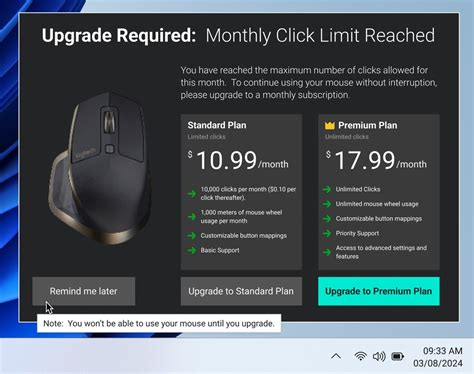 Upgrade Required: Monthly Click Limit Reached
You have reached the maximum number of clicks allowed for
this month. To continue using your mouse without interruption,
please upgrade to a monthly subscription.
logitech
Standard Plan
Limited clicks
$10.99/month
10,000 clicks per month ($0.10 per
click thereafter).
1,000 meters of mouse wheel
usage per month
Customizable button mappings
Basic Support
Premium Plan
Unlimited clicks
$17.99/month
Unlimited Clicks
Unlimited mouse wheel usage
Customizable button mappings
Priority Support
Access to advanced settings and
features
Remind me later
Upgrade to Standard Plan
Upgrade to Premium Plan
Note: You won't be able to use your mouse until you upgrade.
09:33 AM
03/08/2024